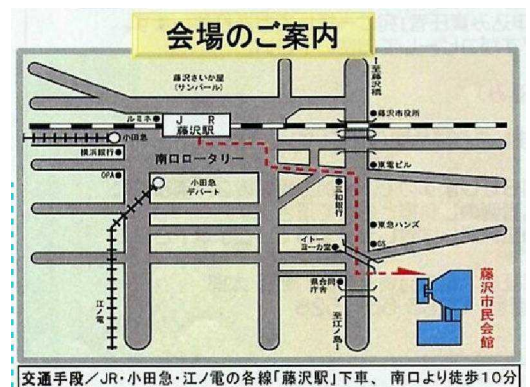 会場のご案内
↑至藤沢橋
藤沢さいか屋
(サンパール)
ルミネ
J R
藤沢駅
藤沢市役所
小田急
横浜銀行
南口ロータリー
東電ビル
OPA
小田急
デパート
三和銀行
東急ハンズ
イトー
ヨーカ堂
GS
江ノ電
県合同
庁舎
至江ノ島↓
藤沢市民会館
交通手段/JR・小田急・江ノ電の各線「藤沢駅」下車、 南口より徒歩10分